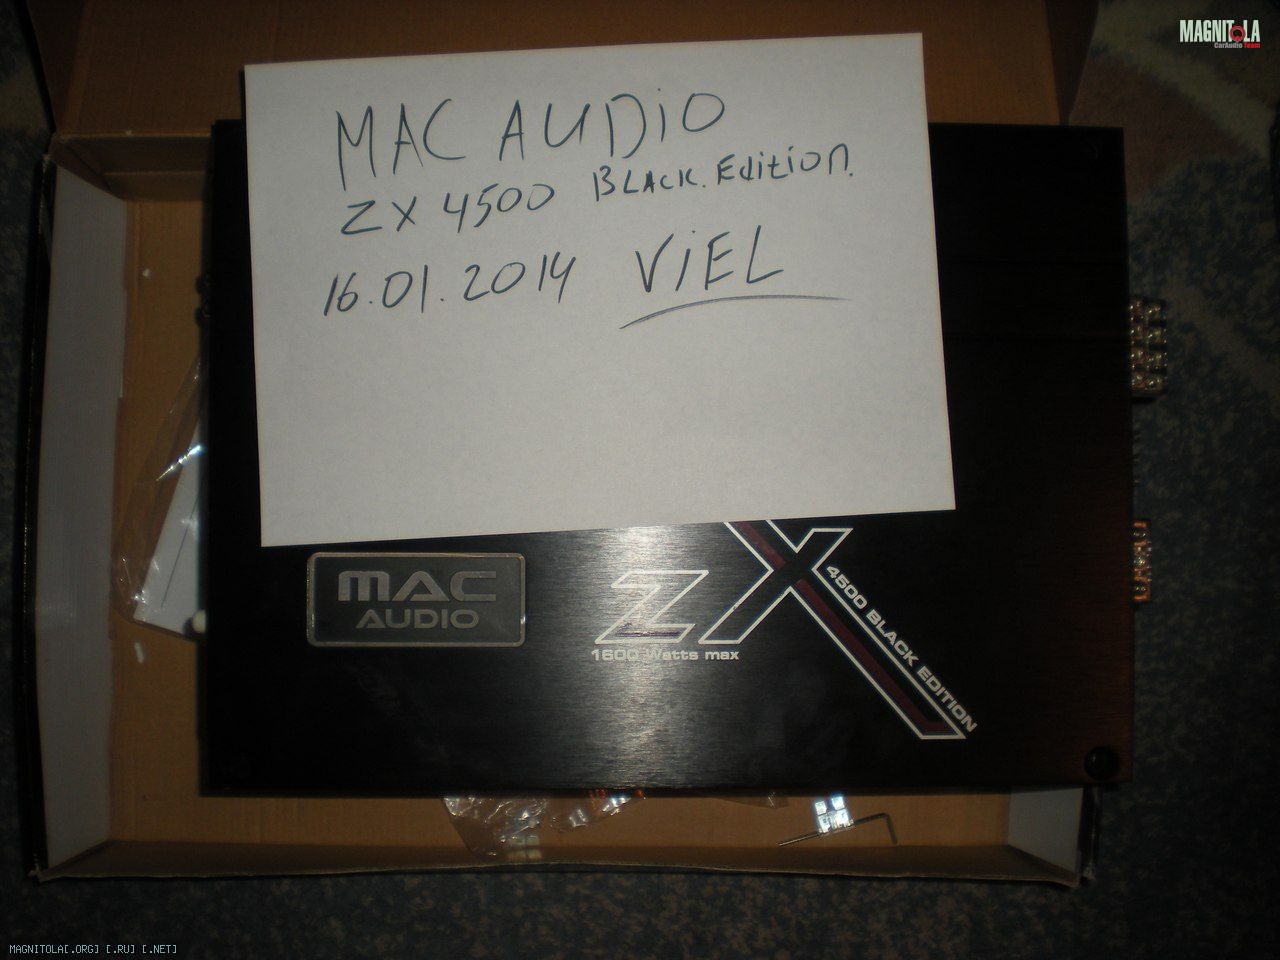 MAGNITOLA
CarAudio Team
MAC AUDIO
ZX 4500 BLACK. Edition.
16.01.2014 ViEL
MAC
AUDIO
ZX
1600 Watts max
4500 BLACK EDITION
MAGNITOLA[.ORG] [.RU] [.NET]